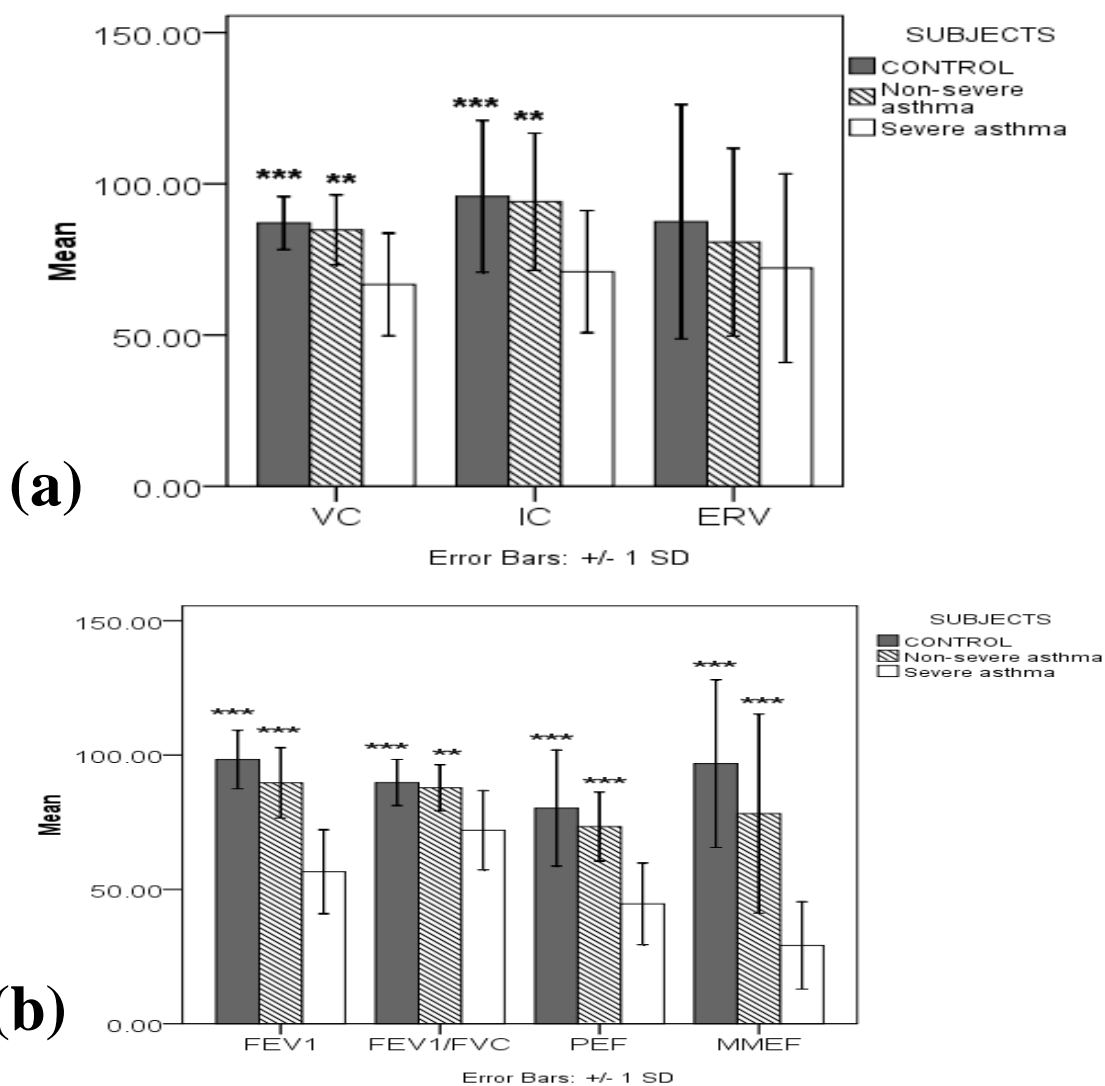 150.00
SUBJECTS
CONTROL
Non-severe
asthma
Severe asthma
*** **
*** **
100.00
Mean
50.00
(a)
0.00
VC IC ERV
Error Bars: +/- 1 SD
150.00
SUBJECTS
CONTROL
Non-severe asthma
Severe asthma
*** ***
*** **
*** ***
*** ***
100.00
Mean
50.00
(b)
0.00
FEV1 FEV1/FVC PEF MMEF
Error Bars: +/- 1 SD